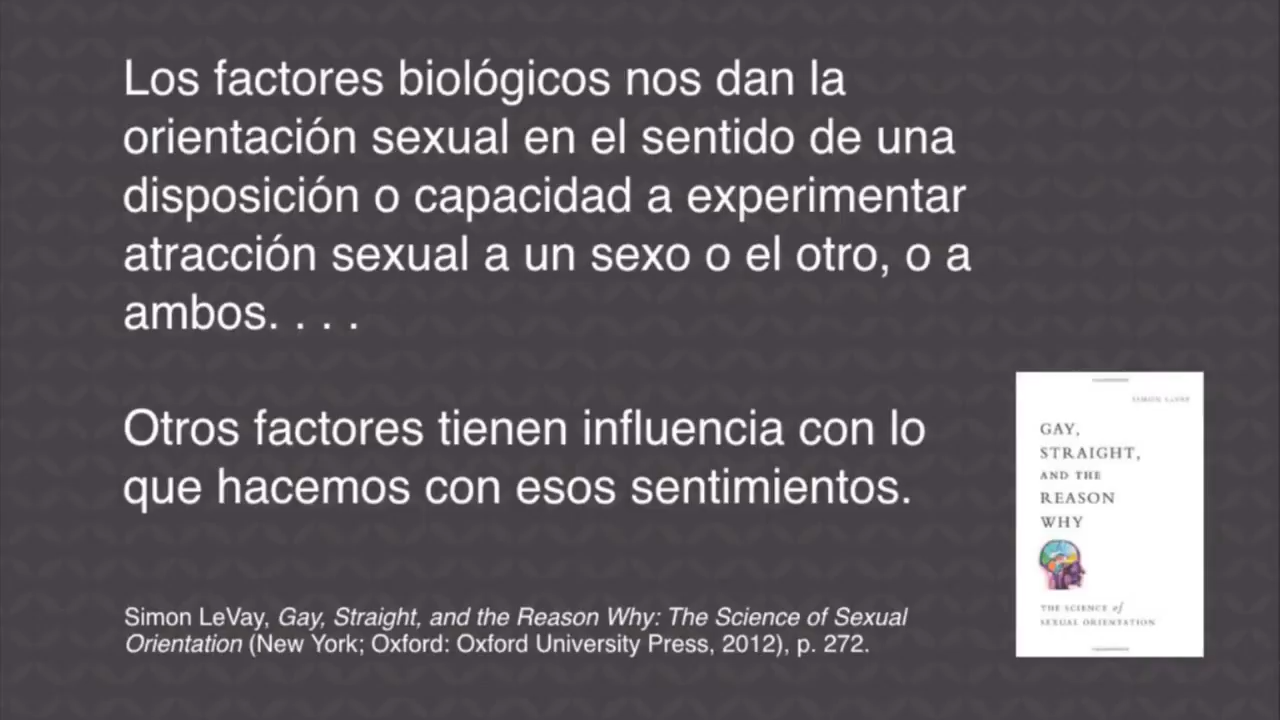 Los factores biológicos nos dan la
orientación sexual en el sentido de una
disposición o capacidad a experimentar
atracción sexual a un sexo o el otro, o a
ambos. . . .
Otros factores tienen influencia con lo
que hacemos con esos sentimientos.
Simon LeVay, Gay, Straight, and the Reason Why: The Science of Sexual
Orientation (New York; Oxford: Oxford University Press, 2012), p. 272.
SIMON LEVAY
GAY,
STRAIGHT,
AND THE
REASON
WHY
THE SCIENCE of
SEXUAL ORIENTATION